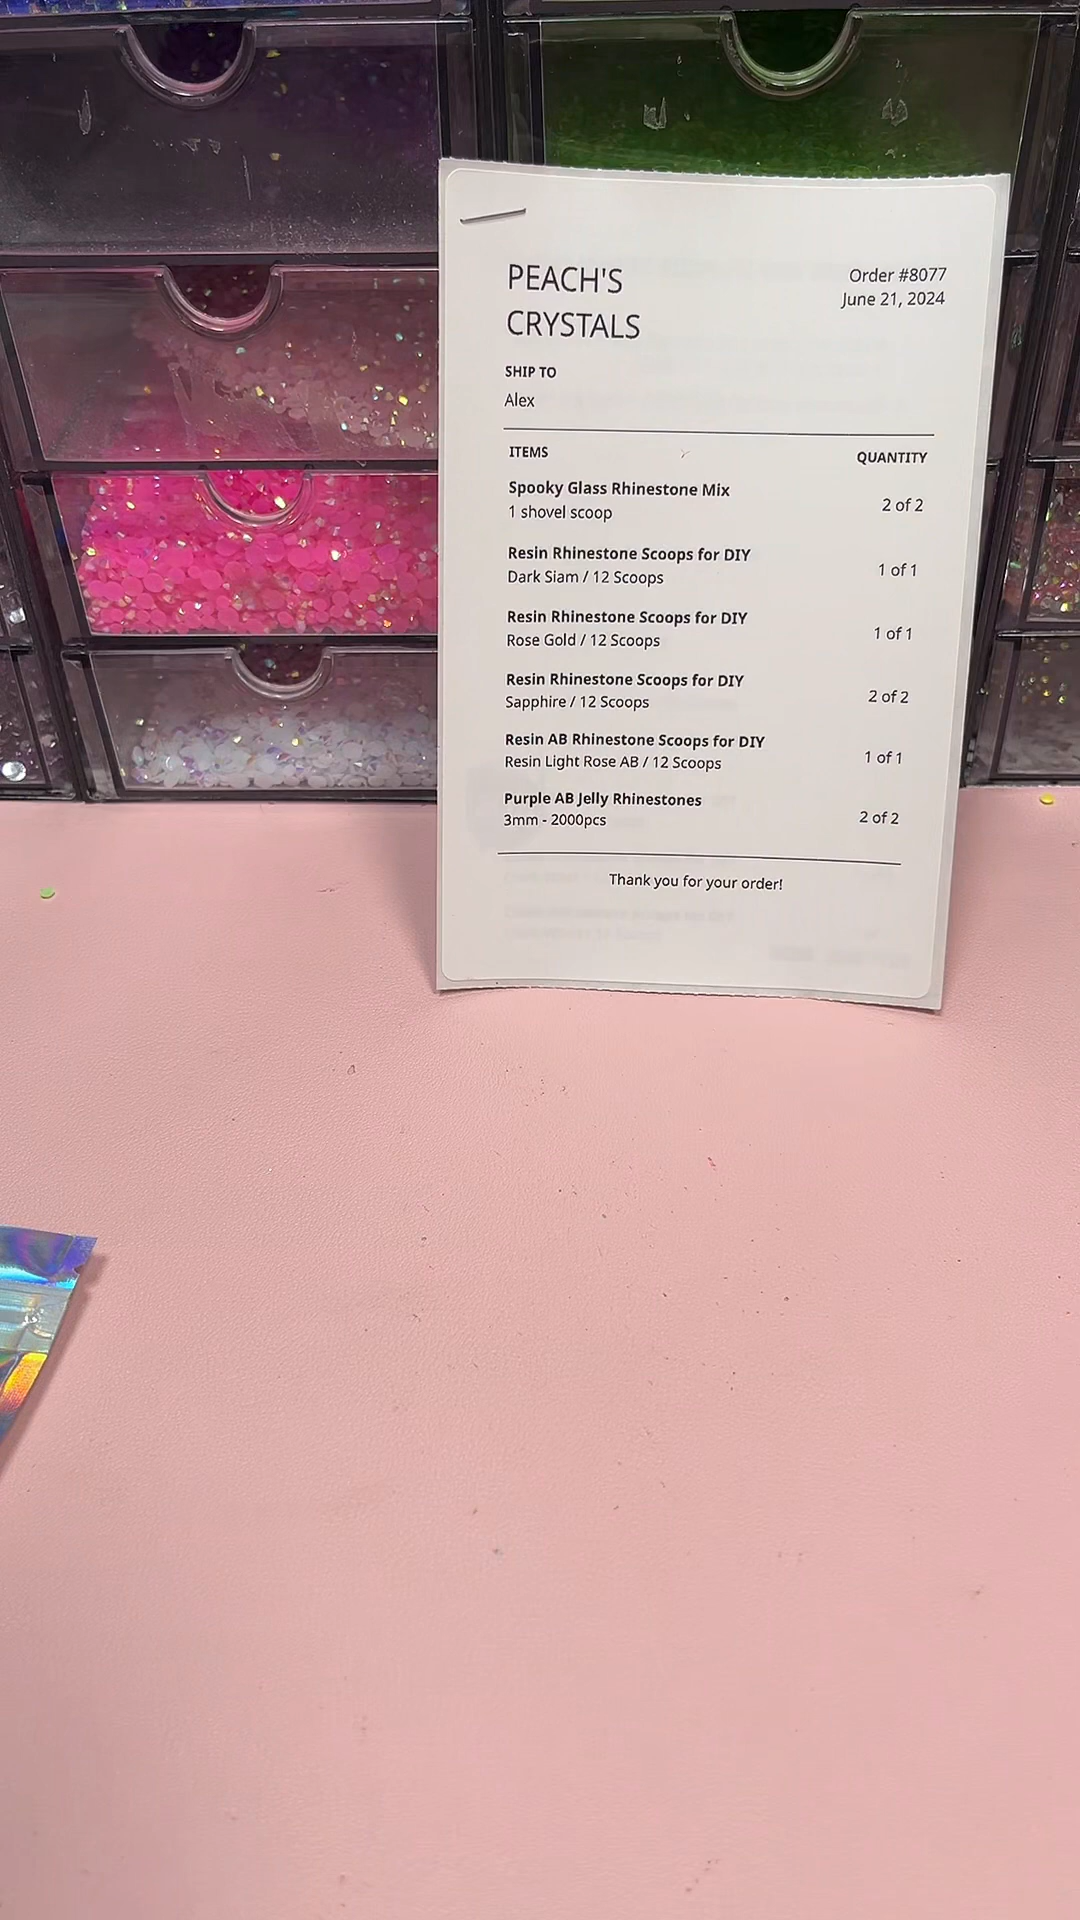 PEACH'S
CRYSTALS
Order #8077
June 21, 2024
SHIP TO
Alex
ITEMS QUANTITY
Spooky Glass Rhinestone Mix 2 of 2
1 shovel scoop
Resin Rhinestone Scoops for DIY 1 of 1
Dark Siam / 12 Scoops
Resin Rhinestone Scoops for DIY 1 of 1
Rose Gold / 12 Scoops
Resin Rhinestone Scoops for DIY 2 of 2
Sapphire / 12 Scoops
Resin AB Rhinestone Scoops for DIY 1 of 1
Resin Light Rose AB / 12 Scoops
Purple AB Jelly Rhinestones 2 of 2
3mm - 2000pcs
Thank you for your order!